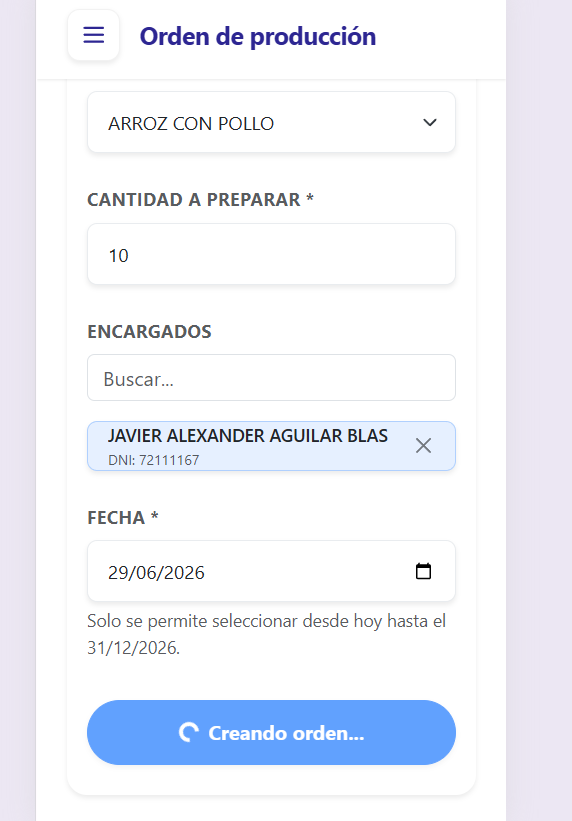 Orden de producción
ARROZ CON POLLO
CANTIDAD A PREPARAR *
10
ENCARGADOS
Buscar...
JAVIER ALEXANDER AGUILAR BLAS
DNI: 72111167
FECHA *
29/06/2026
Solo se permite seleccionar desde hoy hasta el
31/12/2026.
Creando orden...